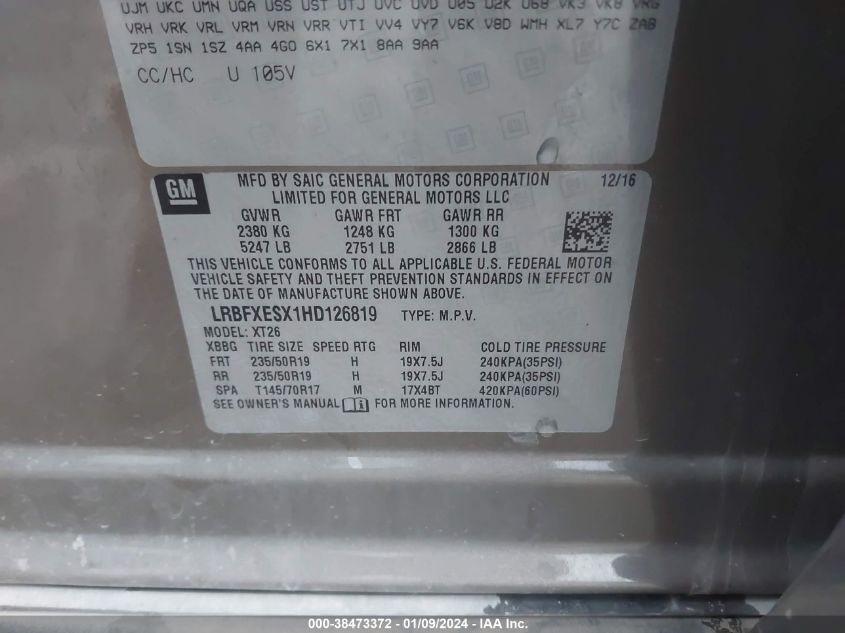 UJM UKC UMN UQA USS UST UTJ UVC UVD U05 U2K U68 VK3 VK8 VRG
VRH VRK VRL VRM VRN VRR VTI VV4 VY7 V6K V8D WMH XL7 Y7C ZAB
ZP5 1SN 1SZ 4AA 4GO 6X1 7X1 8AA 9AA
CC/HC U 105V
GM
MFD BY SAIC GENERAL MOTORS CORPORATION 12/16
LIMITED FOR GENERAL MOTORS LLC
GVWR GAWR FRT GAWR RR
2380 KG 1248 KG 1300 KG
5247 LB 2751 LB 2866 LB
THIS VEHICLE CONFORMS TO ALL APPLICABLE U.S. FEDERAL MOTOR
VEHICLE SAFETY AND THEFT PREVENTION STANDARDS IN EFFECT ON
THE DATE OF MANUFACTURE SHOWN ABOVE.
LRBFXESX1HD126819 TYPE: M.P.V.
MODEL: XT26
XBBG TIRE SIZE SPEED RTG RIM COLD TIRE PRESSURE
FRT 235/50R19 H 19X7.5J 240KPA(35PSI)
RR 235/50R19 H 19X7.5J 240KPA(35PSI)
SPA T145/70R17 M 17X4BT 420KPA(60PSI)
SEE OWNER'S MANUAL FOR MORE INFORMATION.
000-38473372 - 01/09/2024 - IAA Inc.